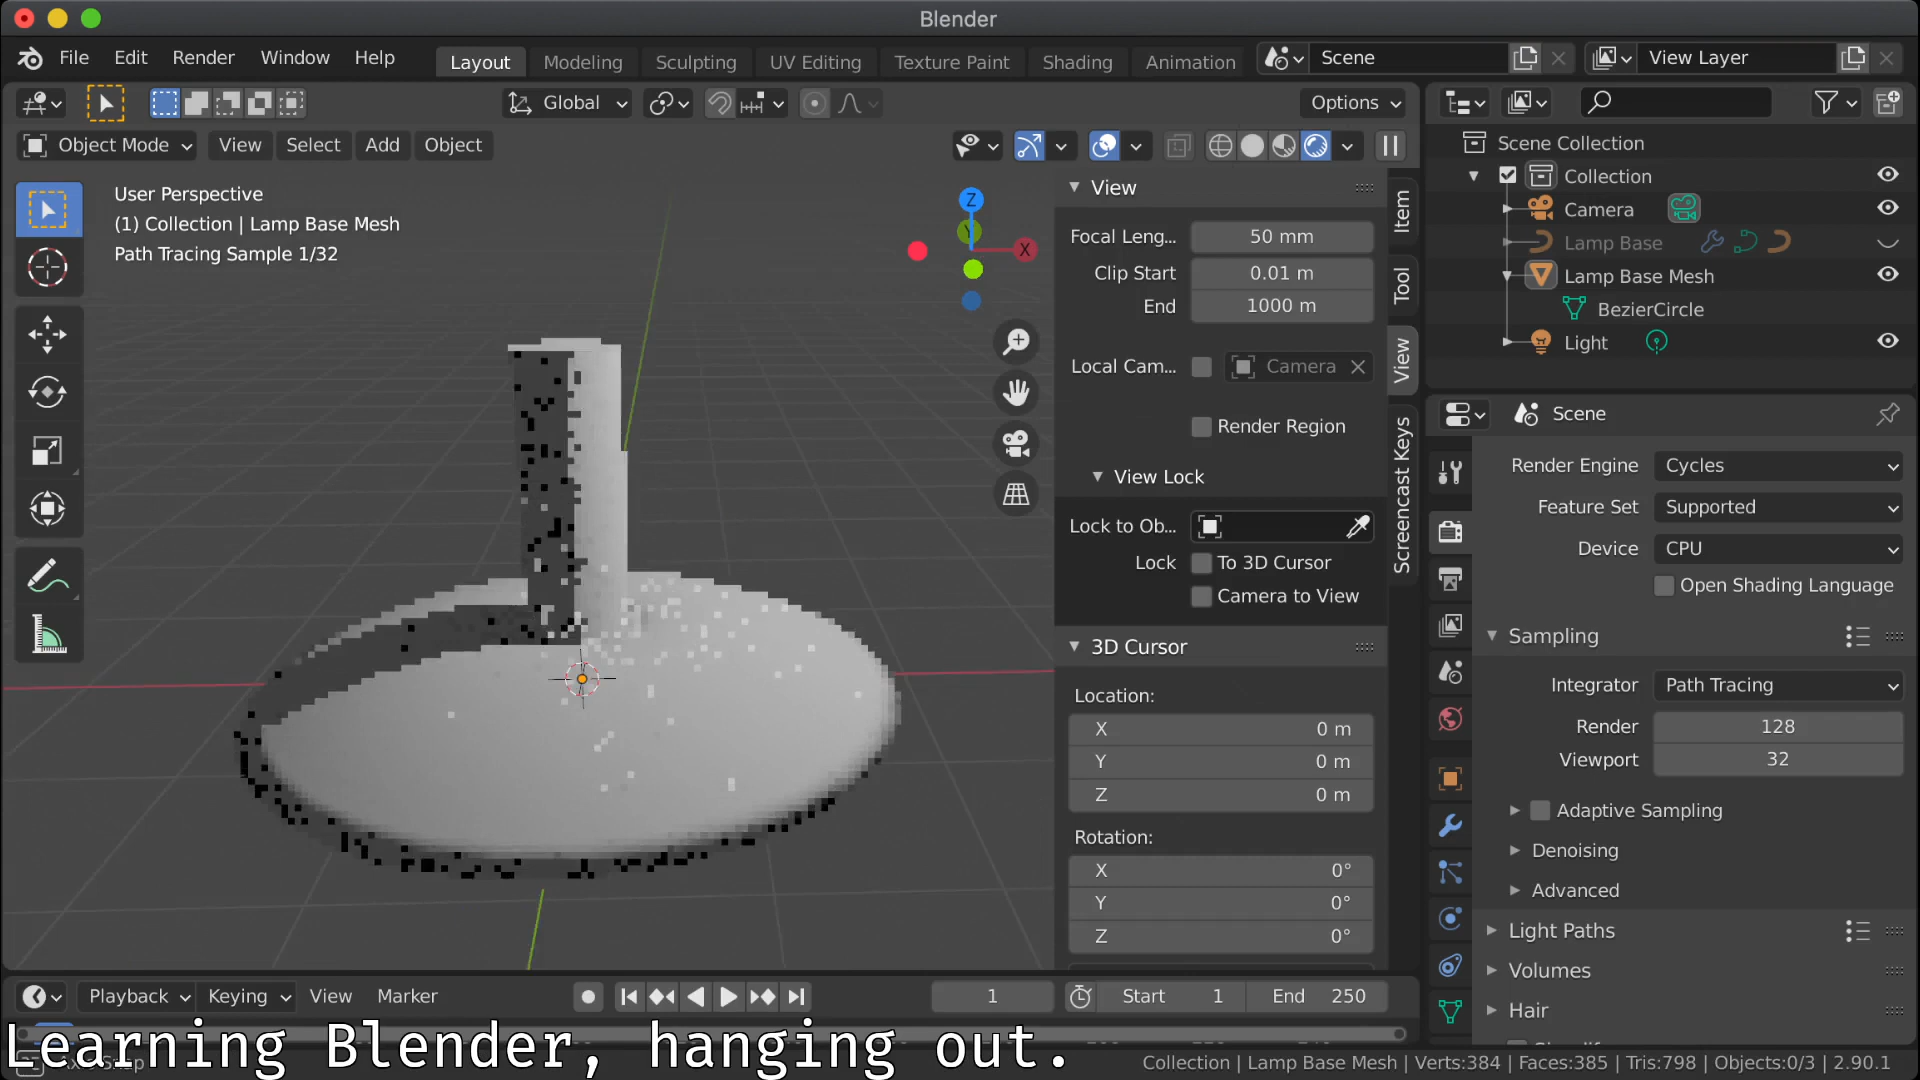 Blender
File Edit Render Window Help
Layout Modeling Sculpting UV Editing Texture Paint Shading Animation
Scene
View Layer
Global
Options
Object Mode View Select Add Object
User Perspective
(1) Collection | Lamp Base Mesh
Path Tracing Sample 1/32
Z
Y
X
View
Focal Leng... 50 mm
Clip Start 0.01 m
End 1000 m
Local Cam... Camera
Render Region
View Lock
Lock to Ob...
Lock To 3D Cursor
Camera to View
3D Cursor
Location:
X 0 m
Y 0 m
Z 0 m
Rotation:
X 0°
Y 0°
Z 0°
Item
Tool
View
Screencast Keys
Scene Collection
Collection
Camera
Lamp Base
Lamp Base Mesh
BezierCircle
Light
Scene
Render Engine Cycles
Feature Set Supported
Device CPU
Open Shading Language
Sampling
Integrator Path Tracing
Render 128
Viewport 32
Adaptive Sampling
Denoising
Advanced
Light Paths
Volumes
Hair
Playback Keying View Marker
1
Start 1
End 250
Learning Blender, hanging out.
Collection | Lamp Base Mesh | Verts:384 | Faces:385 | Tris:798 | Objects:0/3 | 2.90.1